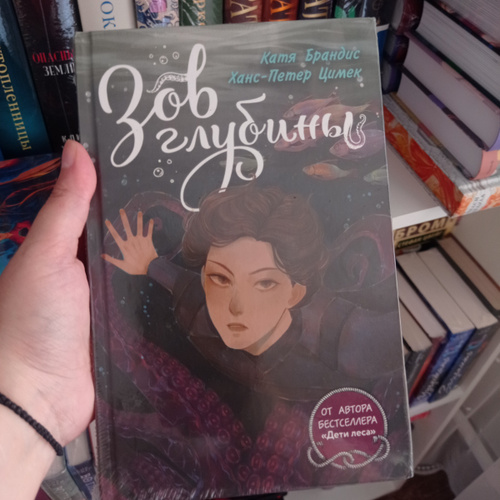 Катя Брандис
Ханс-Петер Цимек
Зов
глубины
ОТ АВТОРА
БЕСТСЕЛЛЕРА
«Дети леса»